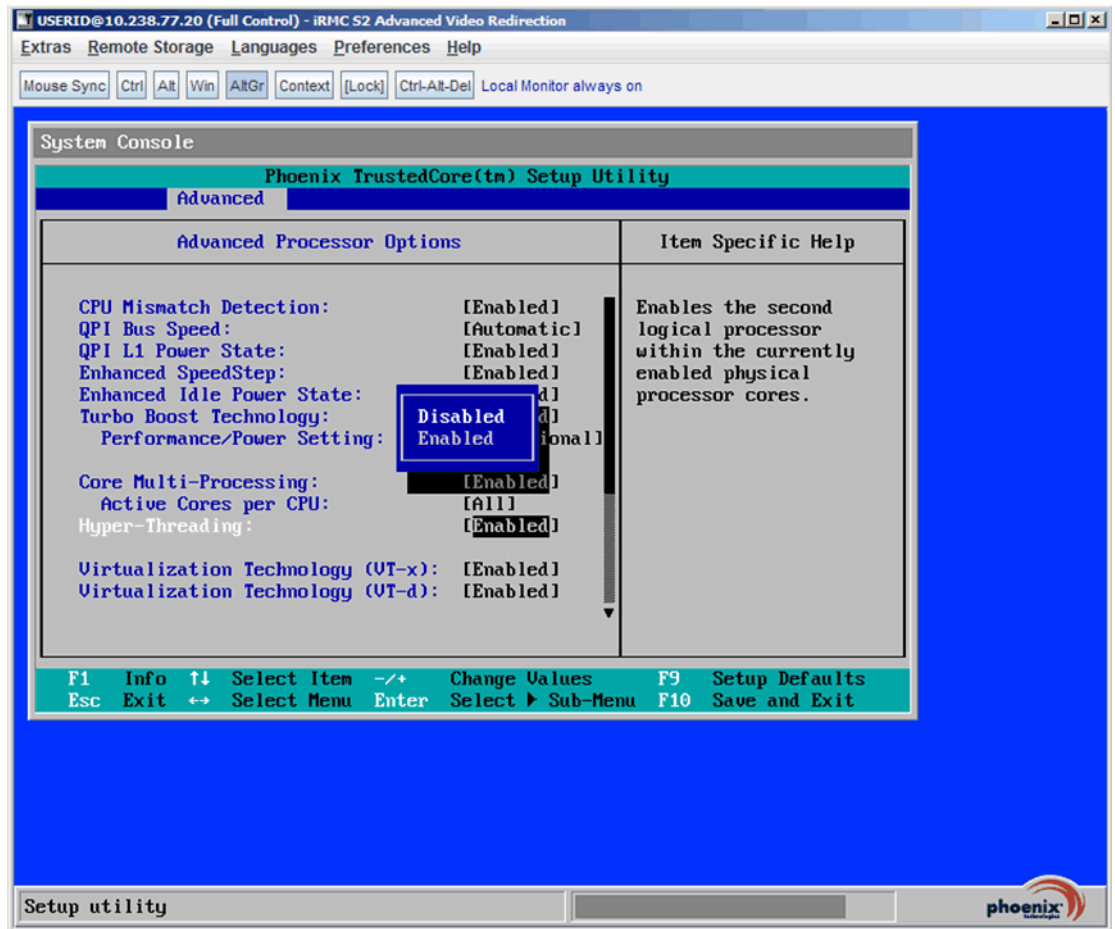 USERID@10.238.77.20 (Full Control) - iRMC S2 Advanced Video Redirection
Extras Remote Storage Languages Preferences Help
Mouse Sync Ctrl Alt Win AltGr Context [Lock] Ctrl-Alt-Del Local Monitor always on
System Console
Phoenix TrustedCore(tm) Setup Utility
Advanced
Advanced Processor Options
Item Specific Help
CPU Mismatch Detection: [Enabled]
QPI Bus Speed: [Automatic]
QPI L1 Power State: [Enabled]
Enhanced SpeedStep: [Enabled]
Enhanced Idle Power State: d]
Turbo Boost Technology: d]
Performance/Power Setting: ional]
Disabled
Enabled
Core Multi-Processing: [Enabled]
Active Cores per CPU: [All]
Hyper-Threading: [Enabled]
Virtualization Technology (VT-x): [Enabled]
Virtualization Technology (VT-d): [Enabled]
Enables the second
logical processor
within the currently
enabled physical
processor cores.
F1 Info ↑↓ Select Item -/+ Change Values F9 Setup Defaults
Esc Exit ↔ Select Menu Enter Select ▶ Sub-Menu F10 Save and Exit
Setup utility
phoenix
technologies